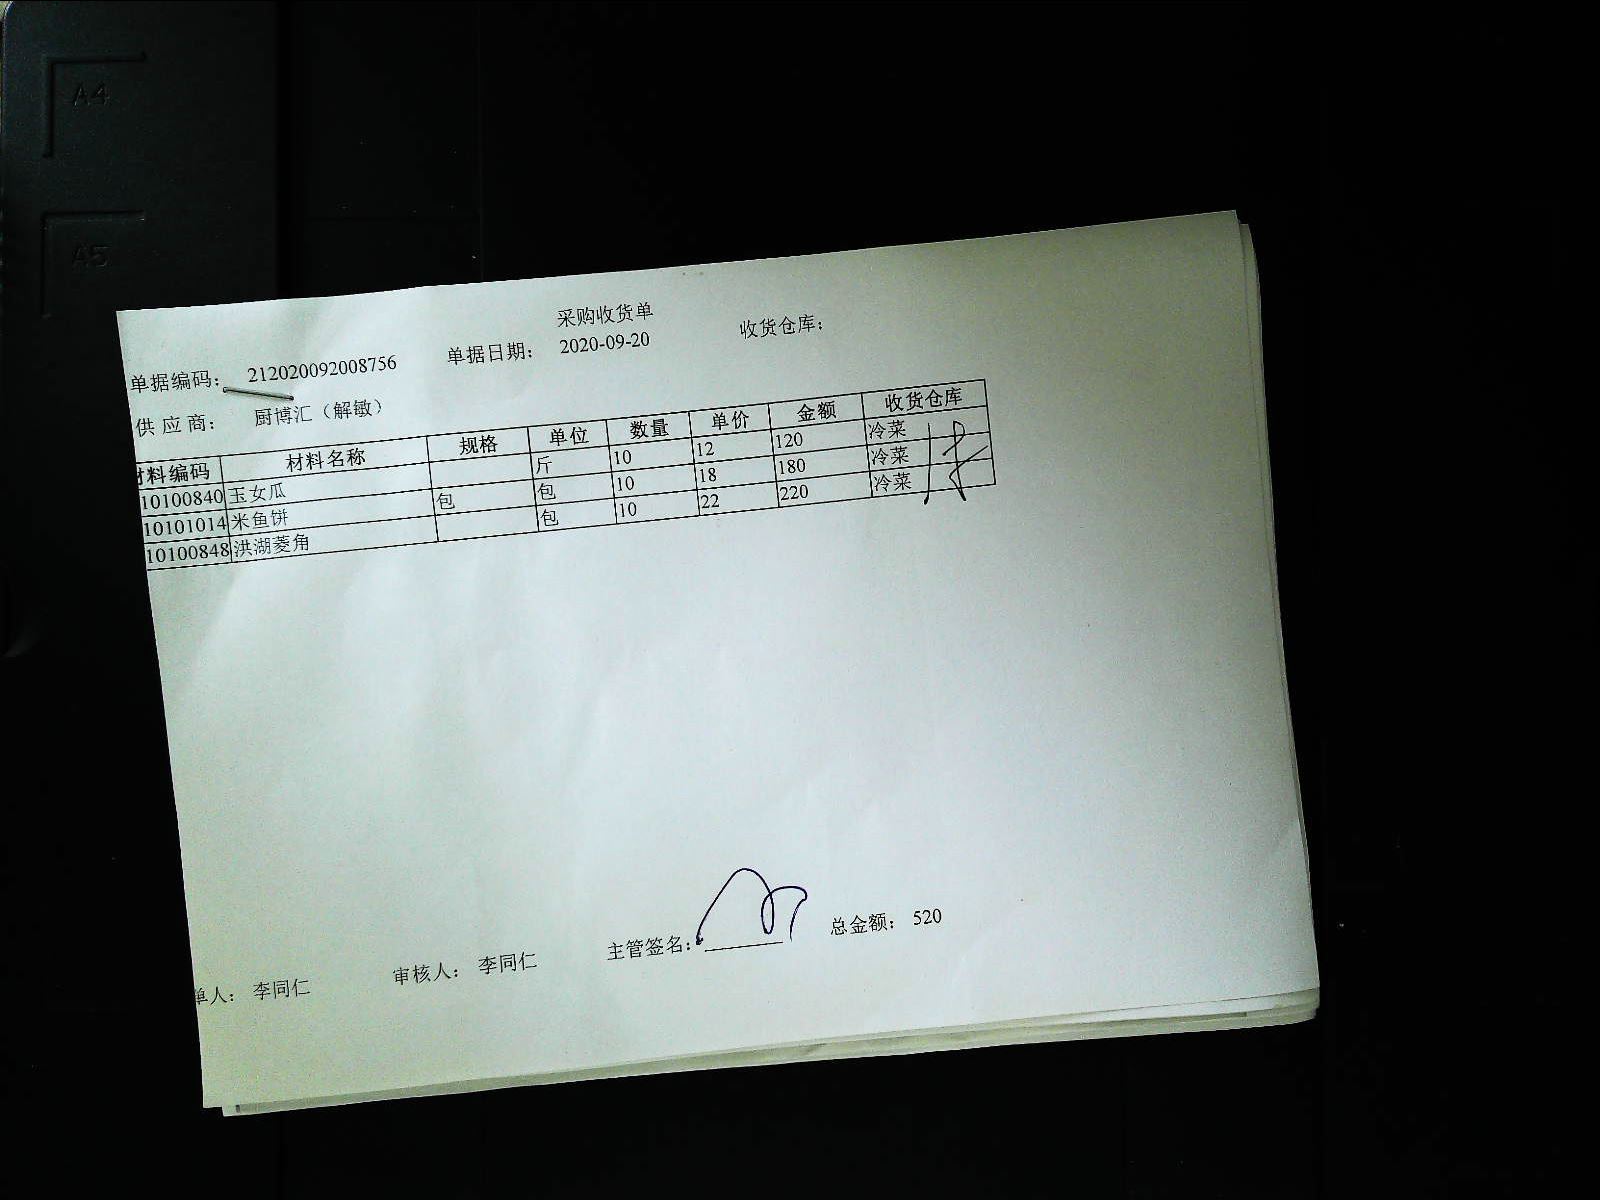 A4
A5
采购收货单
单据编码： 212020092008756 单据日期： 2020-09-20 收货仓库：
供应商： 厨博汇（解敏）
材料编码 材料名称 规格 单位 数量 单价 金额 收货仓库
10100840 玉女瓜 斤 10 12 120 冷菜
10101014 米鱼饼 包 包 10 18 180 冷菜
10100848 洪湖菱角 包 10 22 220 冷菜
单人： 李同仁 审核人： 李同仁 主管签名： 总金额： 520